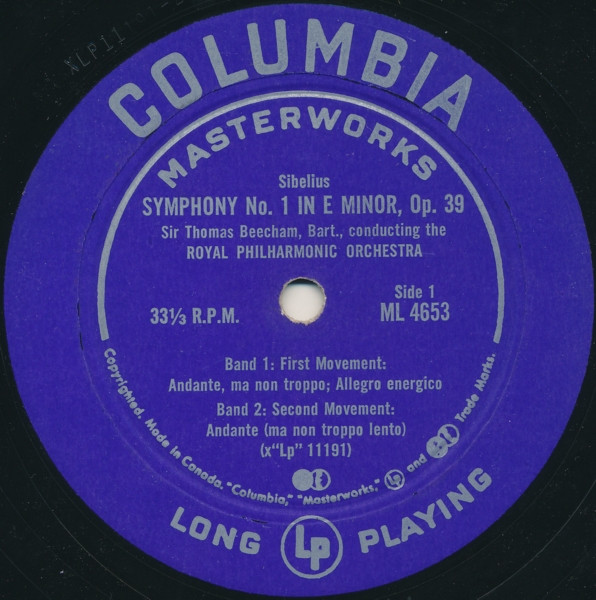 XLP11
COLUMBIA
MASTERWORKS
Sibelius
SYMPHONY No. 1 IN E MINOR, Op. 39
Sir Thomas Beecham, Bart., conducting the
ROYAL PHILHARMONIC ORCHESTRA
33⅓ R.P.M.
Side 1
ML 4653
Band 1: First Movement:
Andante, ma non troppo; Allegro energico
Band 2: Second Movement:
Andante (ma non troppo lento)
(x"Lp" 11191)
Copyrighted. Made in Canada. "Columbia," "Masterworks," Lp and Trade Marks.
LONG Lp PLAYING